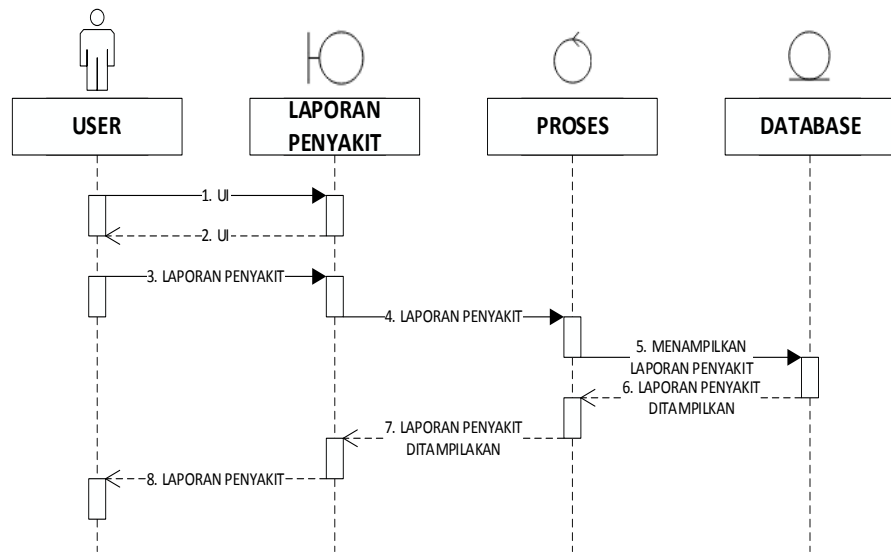 USER
LAPORAN
PENYAKIT
PROSES
DATABASE
1. UI
2. UI
3. LAPORAN PENYAKIT
4. LAPORAN PENYAKIT
5. MENAMPILKAN
LAPORAN PENYAKIT
6. LAPORAN PENYAKIT
DITAMPILKAN
7. LAPORAN PENYAKIT
DITAMPILAKAN
8. LAPORAN PENYAKIT